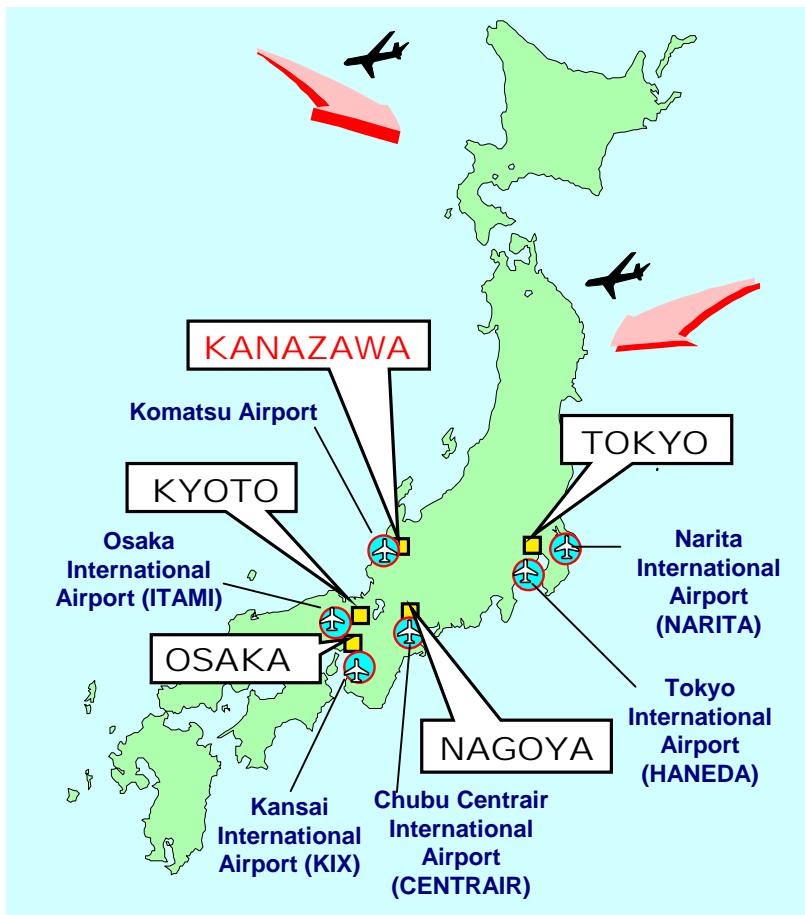 KANAZAWA
Komatsu Airport
TOKYO
KYOTO
Osaka
International
Airport (ITAMI)
Narita
International
Airport
(NARITA)
OSAKA
Tokyo
International
Airport
(HANEDA)
NAGOYA
Kansai
International
Airport (KIX)
Chubu Centrair
International
Airport
(CENTRAIR)